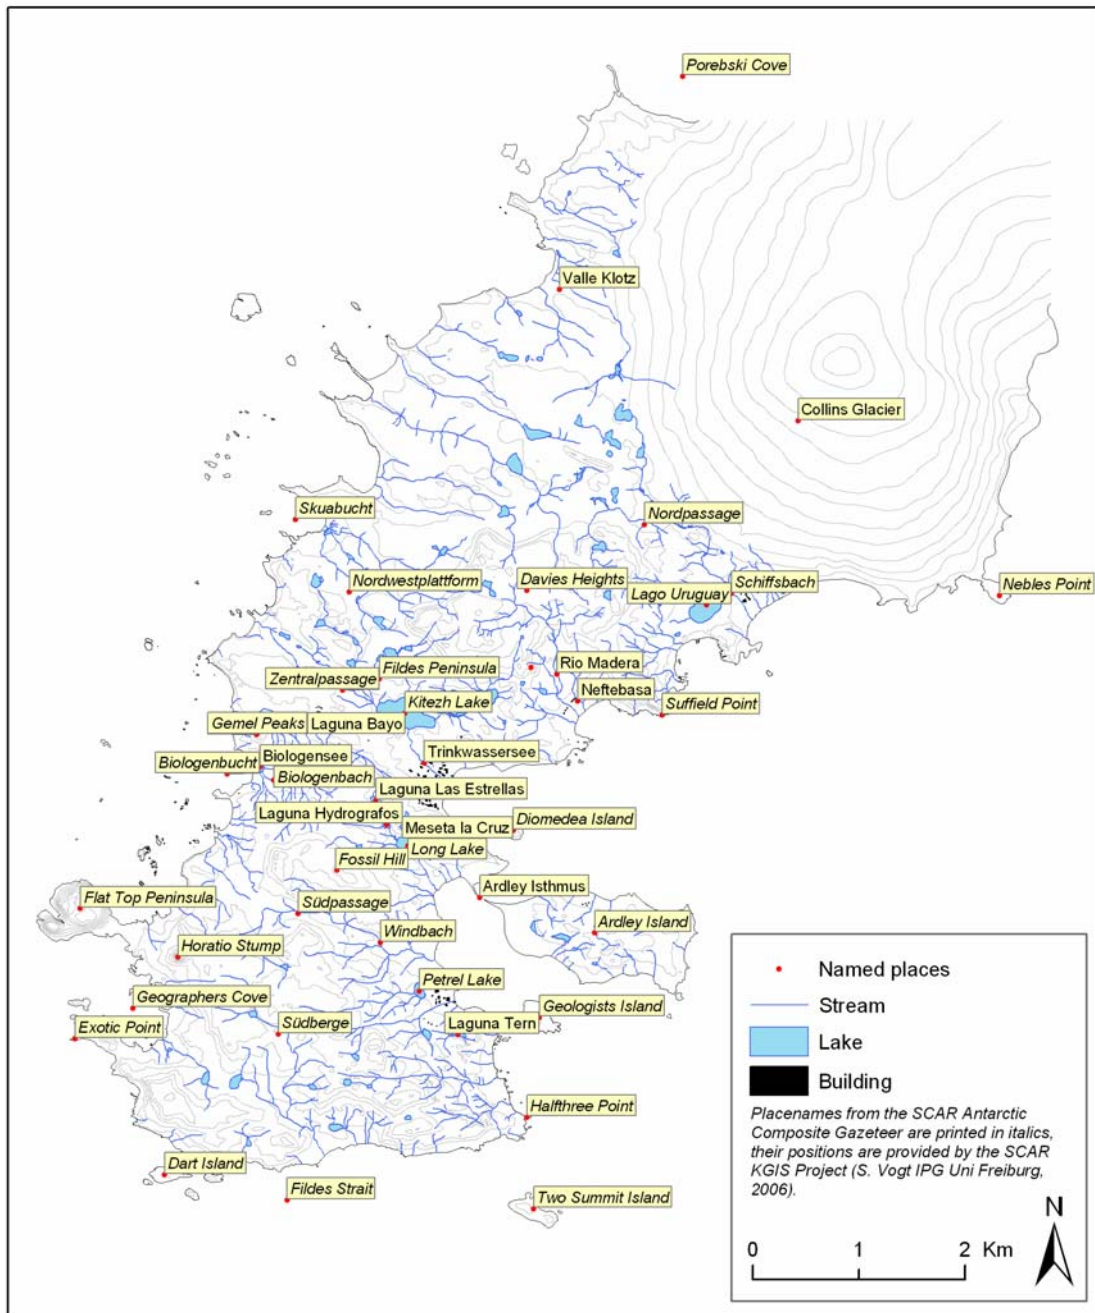 Porebski Cove
Valle Klotz
Collins Glacier
Skuabucht
Nordpassage
Nordwestplattform
Davies Heights
Schiffsbach
Lago Uruguay
Nebles Point
Fildes Peninsula
Rio Madera
Zentralpassage
Neftebasa
Kitezh Lake
Suffield Point
Gemel Peaks
Laguna Bayo
Trinkwassersee
Biologensee
Biologenbucht
Biologenbach
Laguna Las Estrellas
Laguna Hydrografos
Diomedea Island
Meseta la Cruz
Long Lake
Fossil Hill
Ardley Isthmus
Flat Top Peninsula
Südpassage
Ardley Island
Windbach
Horatio Stump
Petrel Lake
Geographers Cove
Geologists Island
Exotic Point
Südberge
Laguna Tern
Halfthree Point
Dart Island
Fildes Strait
Two Summit Island
Named places
Stream
Lake
Building
Placenames from the SCAR Antarctic
Composite Gazeteer are printed in italics,
their positions are provided by the SCAR
KGIS Project (S. Vogt IPG Uni Freiburg,
2006).
N
0 1 2 Km